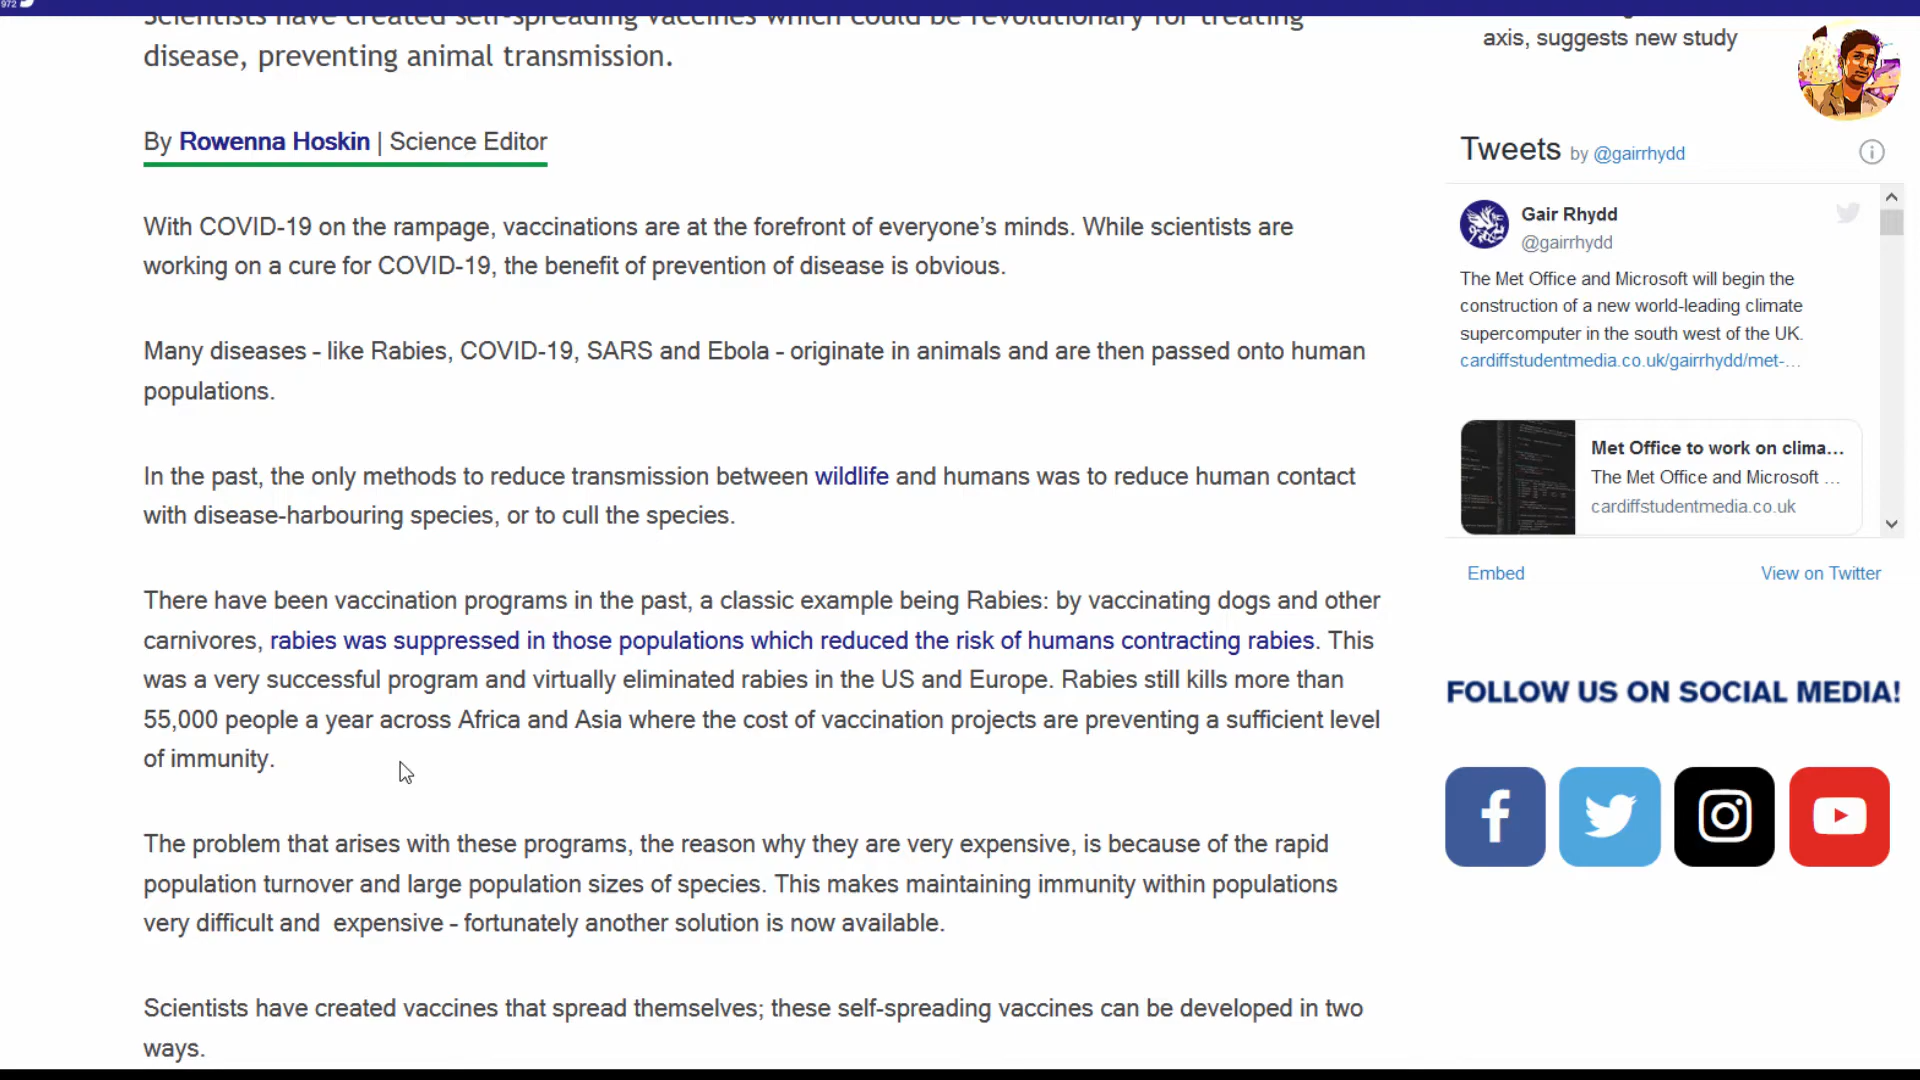 972
Scientists have created self-spreading vaccines which could be revolutionary for treating
disease, preventing animal transmission.
By Rowenna Hoskin | Science Editor
With COVID-19 on the rampage, vaccinations are at the forefront of everyone’s minds. While scientists are
working on a cure for COVID-19, the benefit of prevention of disease is obvious.
Many diseases - like Rabies, COVID-19, SARS and Ebola - originate in animals and are then passed onto human
populations.
In the past, the only methods to reduce transmission between wildlife and humans was to reduce human contact
with disease-harbouring species, or to cull the species.
There have been vaccination programs in the past, a classic example being Rabies: by vaccinating dogs and other
carnivores, rabies was suppressed in those populations which reduced the risk of humans contracting rabies. This
was a very successful program and virtually eliminated rabies in the US and Europe. Rabies still kills more than
55,000 people a year across Africa and Asia where the cost of vaccination projects are preventing a sufficient level
of immunity.
The problem that arises with these programs, the reason why they are very expensive, is because of the rapid
population turnover and large population sizes of species. This makes maintaining immunity within populations
very difficult and  expensive - fortunately another solution is now available.
Scientists have created vaccines that spread themselves; these self-spreading vaccines can be developed in two
ways.
axis, suggests new study
Tweets by @gairrhydd
Gair Rhydd
@gairrhydd
The Met Office and Microsoft will begin the
construction of a new world-leading climate
supercomputer in the south west of the UK.
cardiffstudentmedia.co.uk/gairrhydd/met-…
Met Office to work on clima...
The Met Office and Microsoft ...
cardiffstudentmedia.co.uk
Embed
View on Twitter
FOLLOW US ON SOCIAL MEDIA!